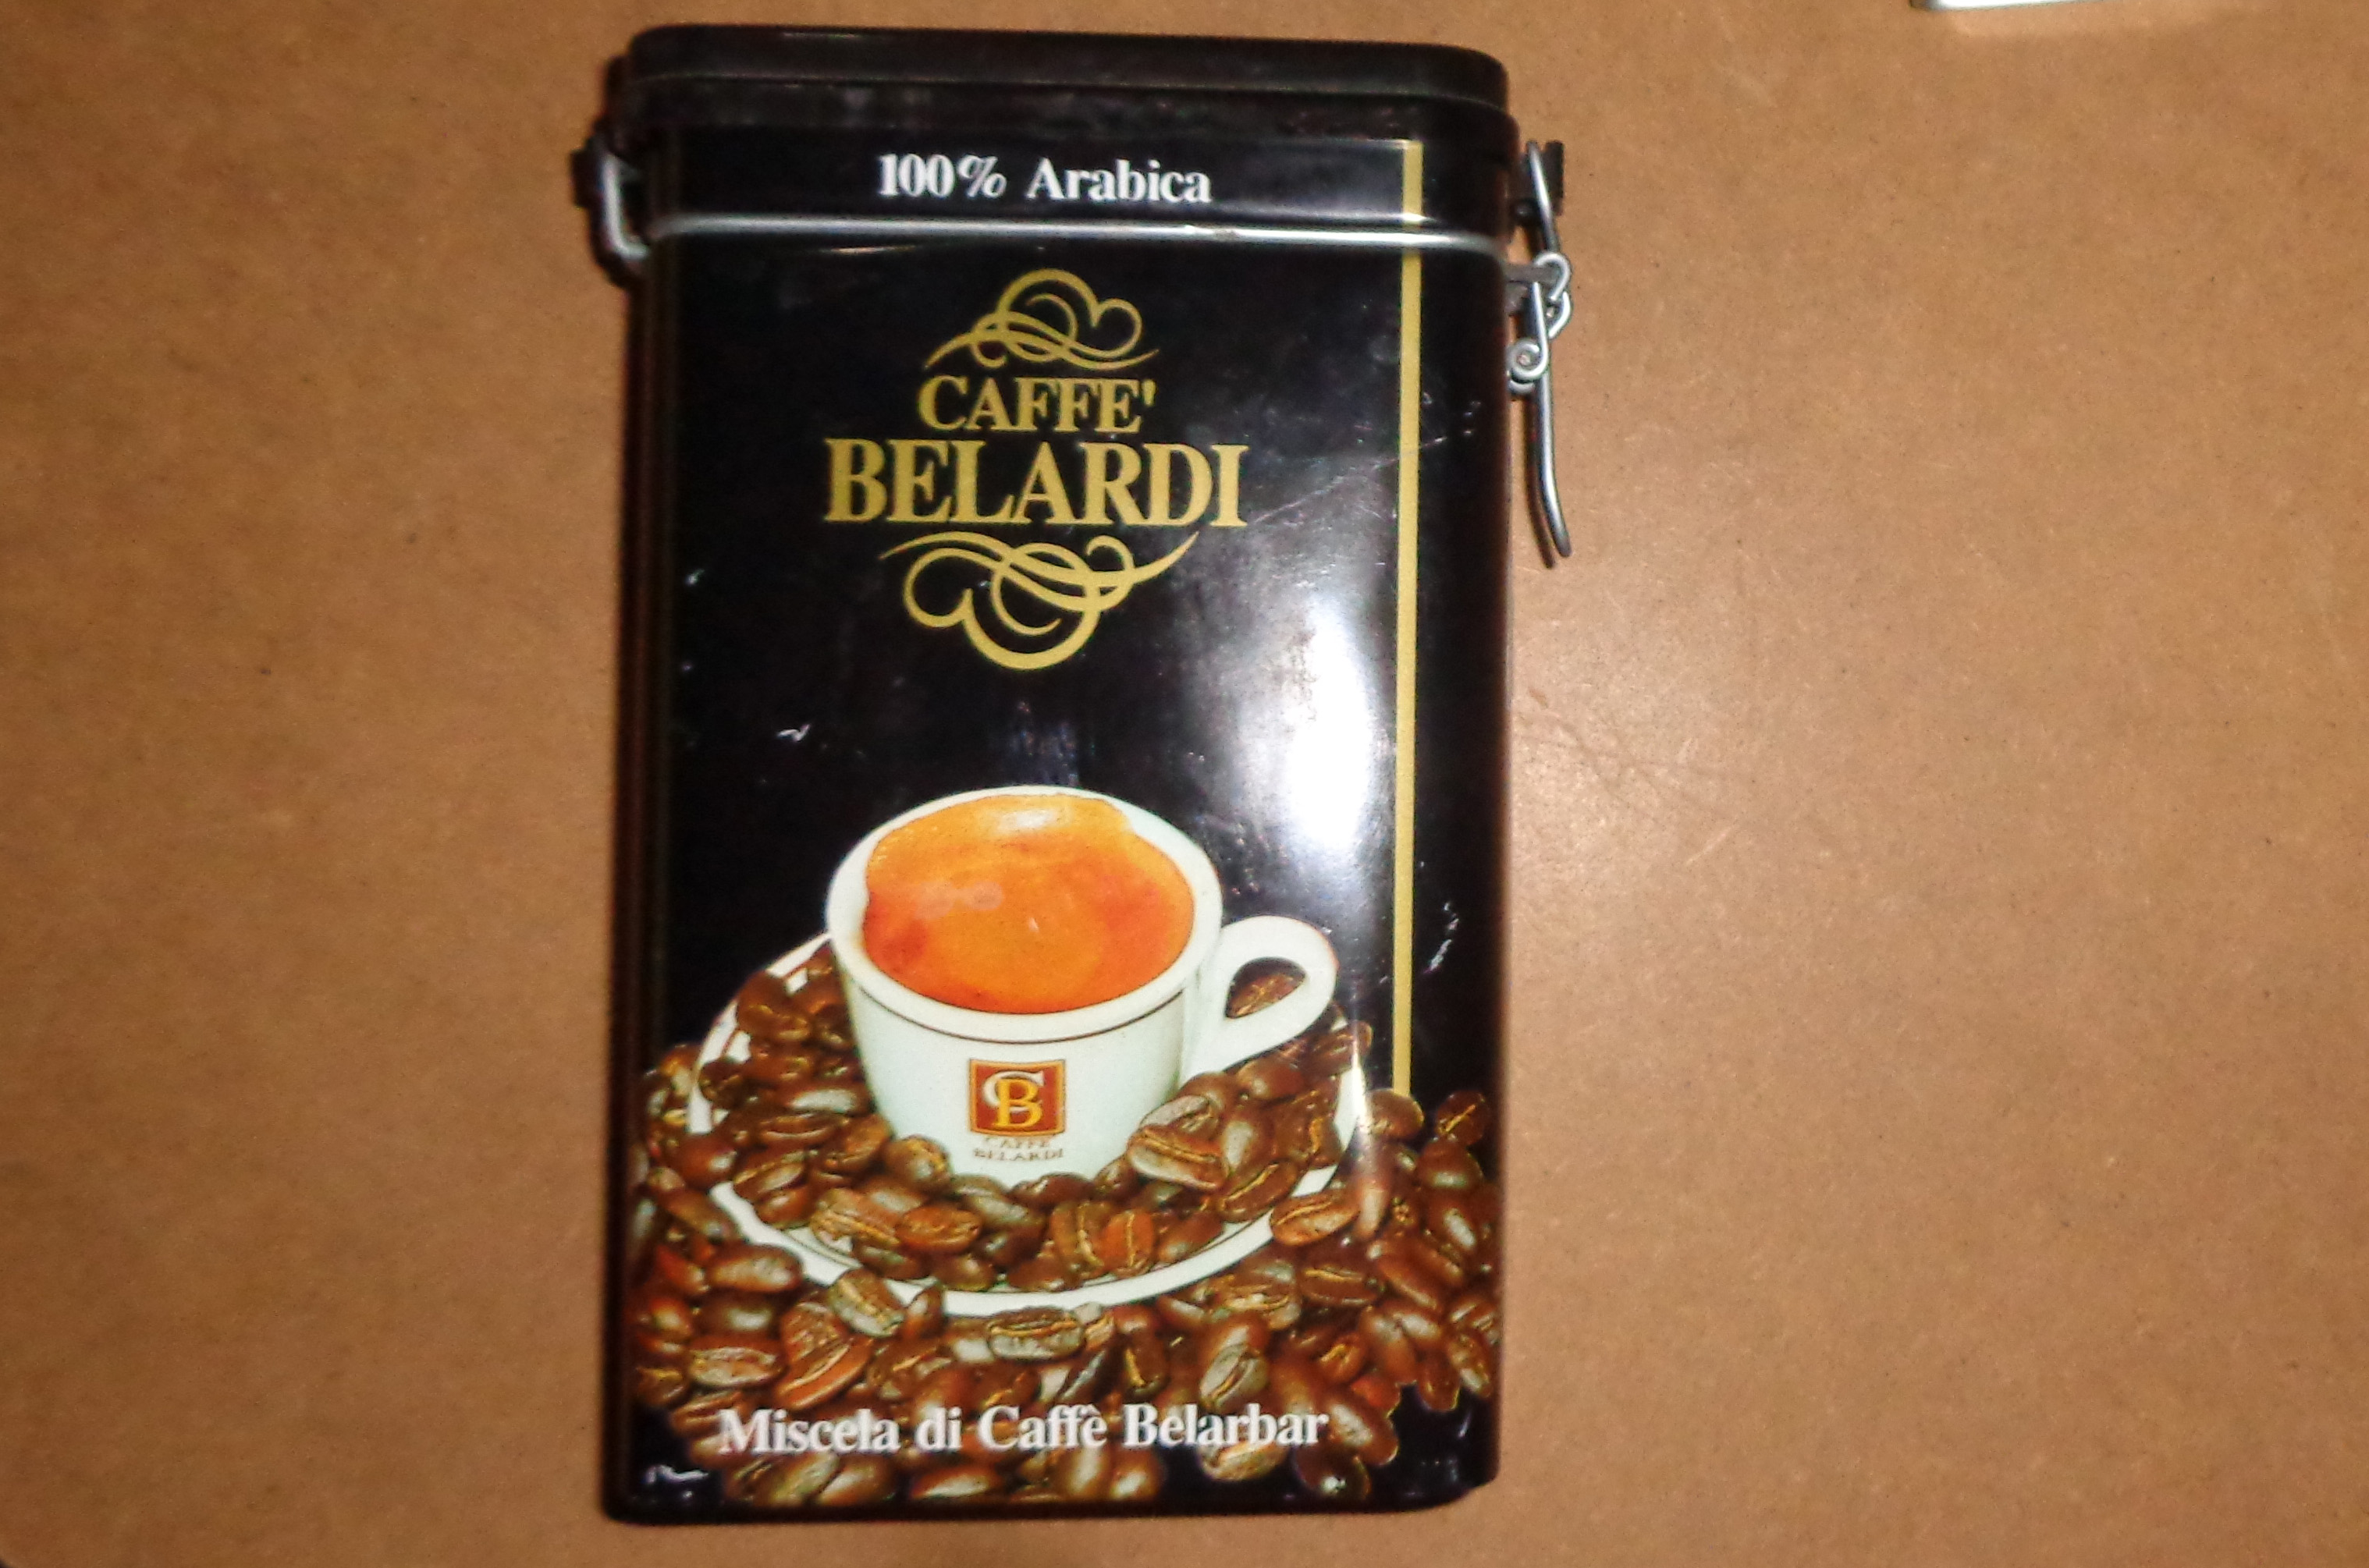 100% Arabica
CAFFE'
BELARDI
CB
CAFFE
BELARDI
Miscela di Caffè Belarbar